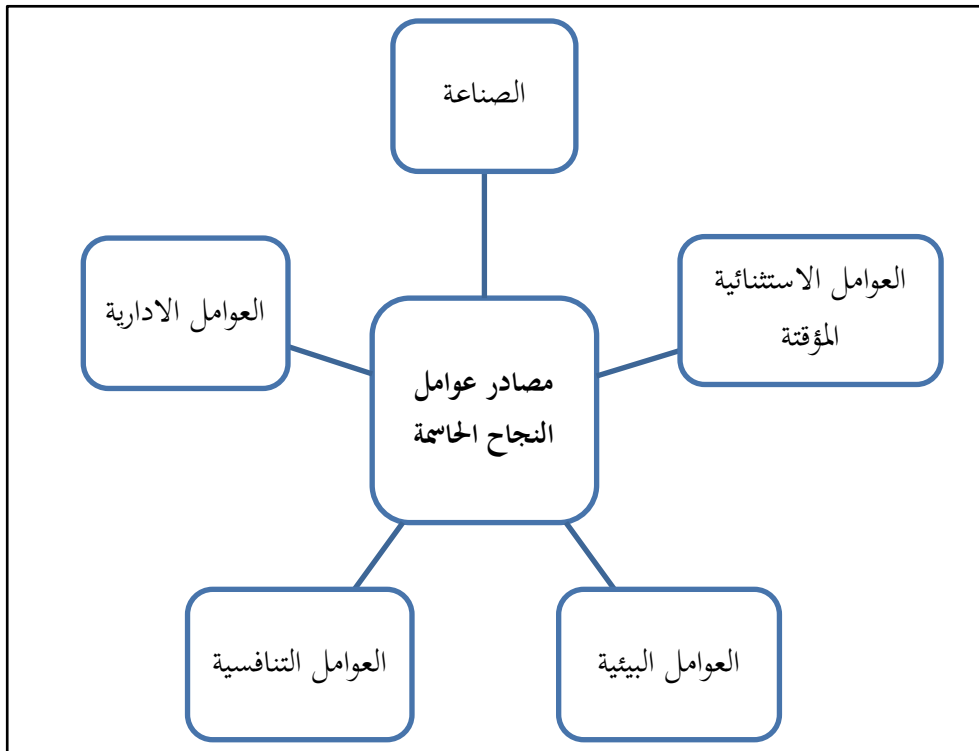 الصناعة
العوامل الاستثنائية
المؤقتة
العوامل الادارية
مصادر عوامل
النجاح الحاسمة
العوامل البيئية
العوامل التنافسية